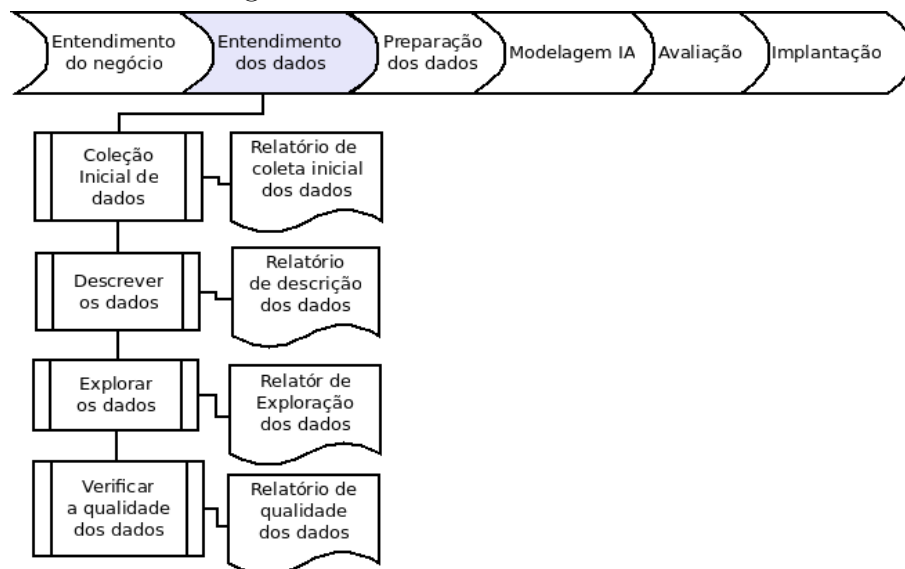 Entendimento
do negócio
Entendimento
dos dados
Preparação
dos dados
Modelagem IA
Avaliação
Implantação
Coleção
Inicial de
dados
Relatório de
coleta inicial
dos dados
Descrever
os dados
Relatório
de descrição
dos dados
Explorar
os dados
Relatór de
Exploração
dos dados
Verificar
a qualidade
dos dados
Relatório de
qualidade
dos dados